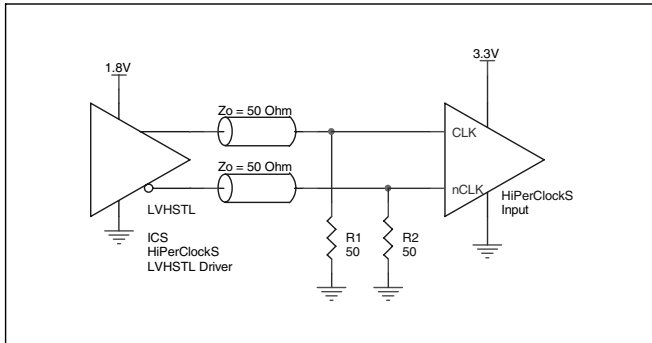 1.8V
3.3V
Zo = 50 Ohm
CLK
Zo = 50 Ohm
nCLK
HiPerClockS
Input
LVHSTL
ICS
HiPerClockS
LVHSTL Driver
R1
50
R2
50